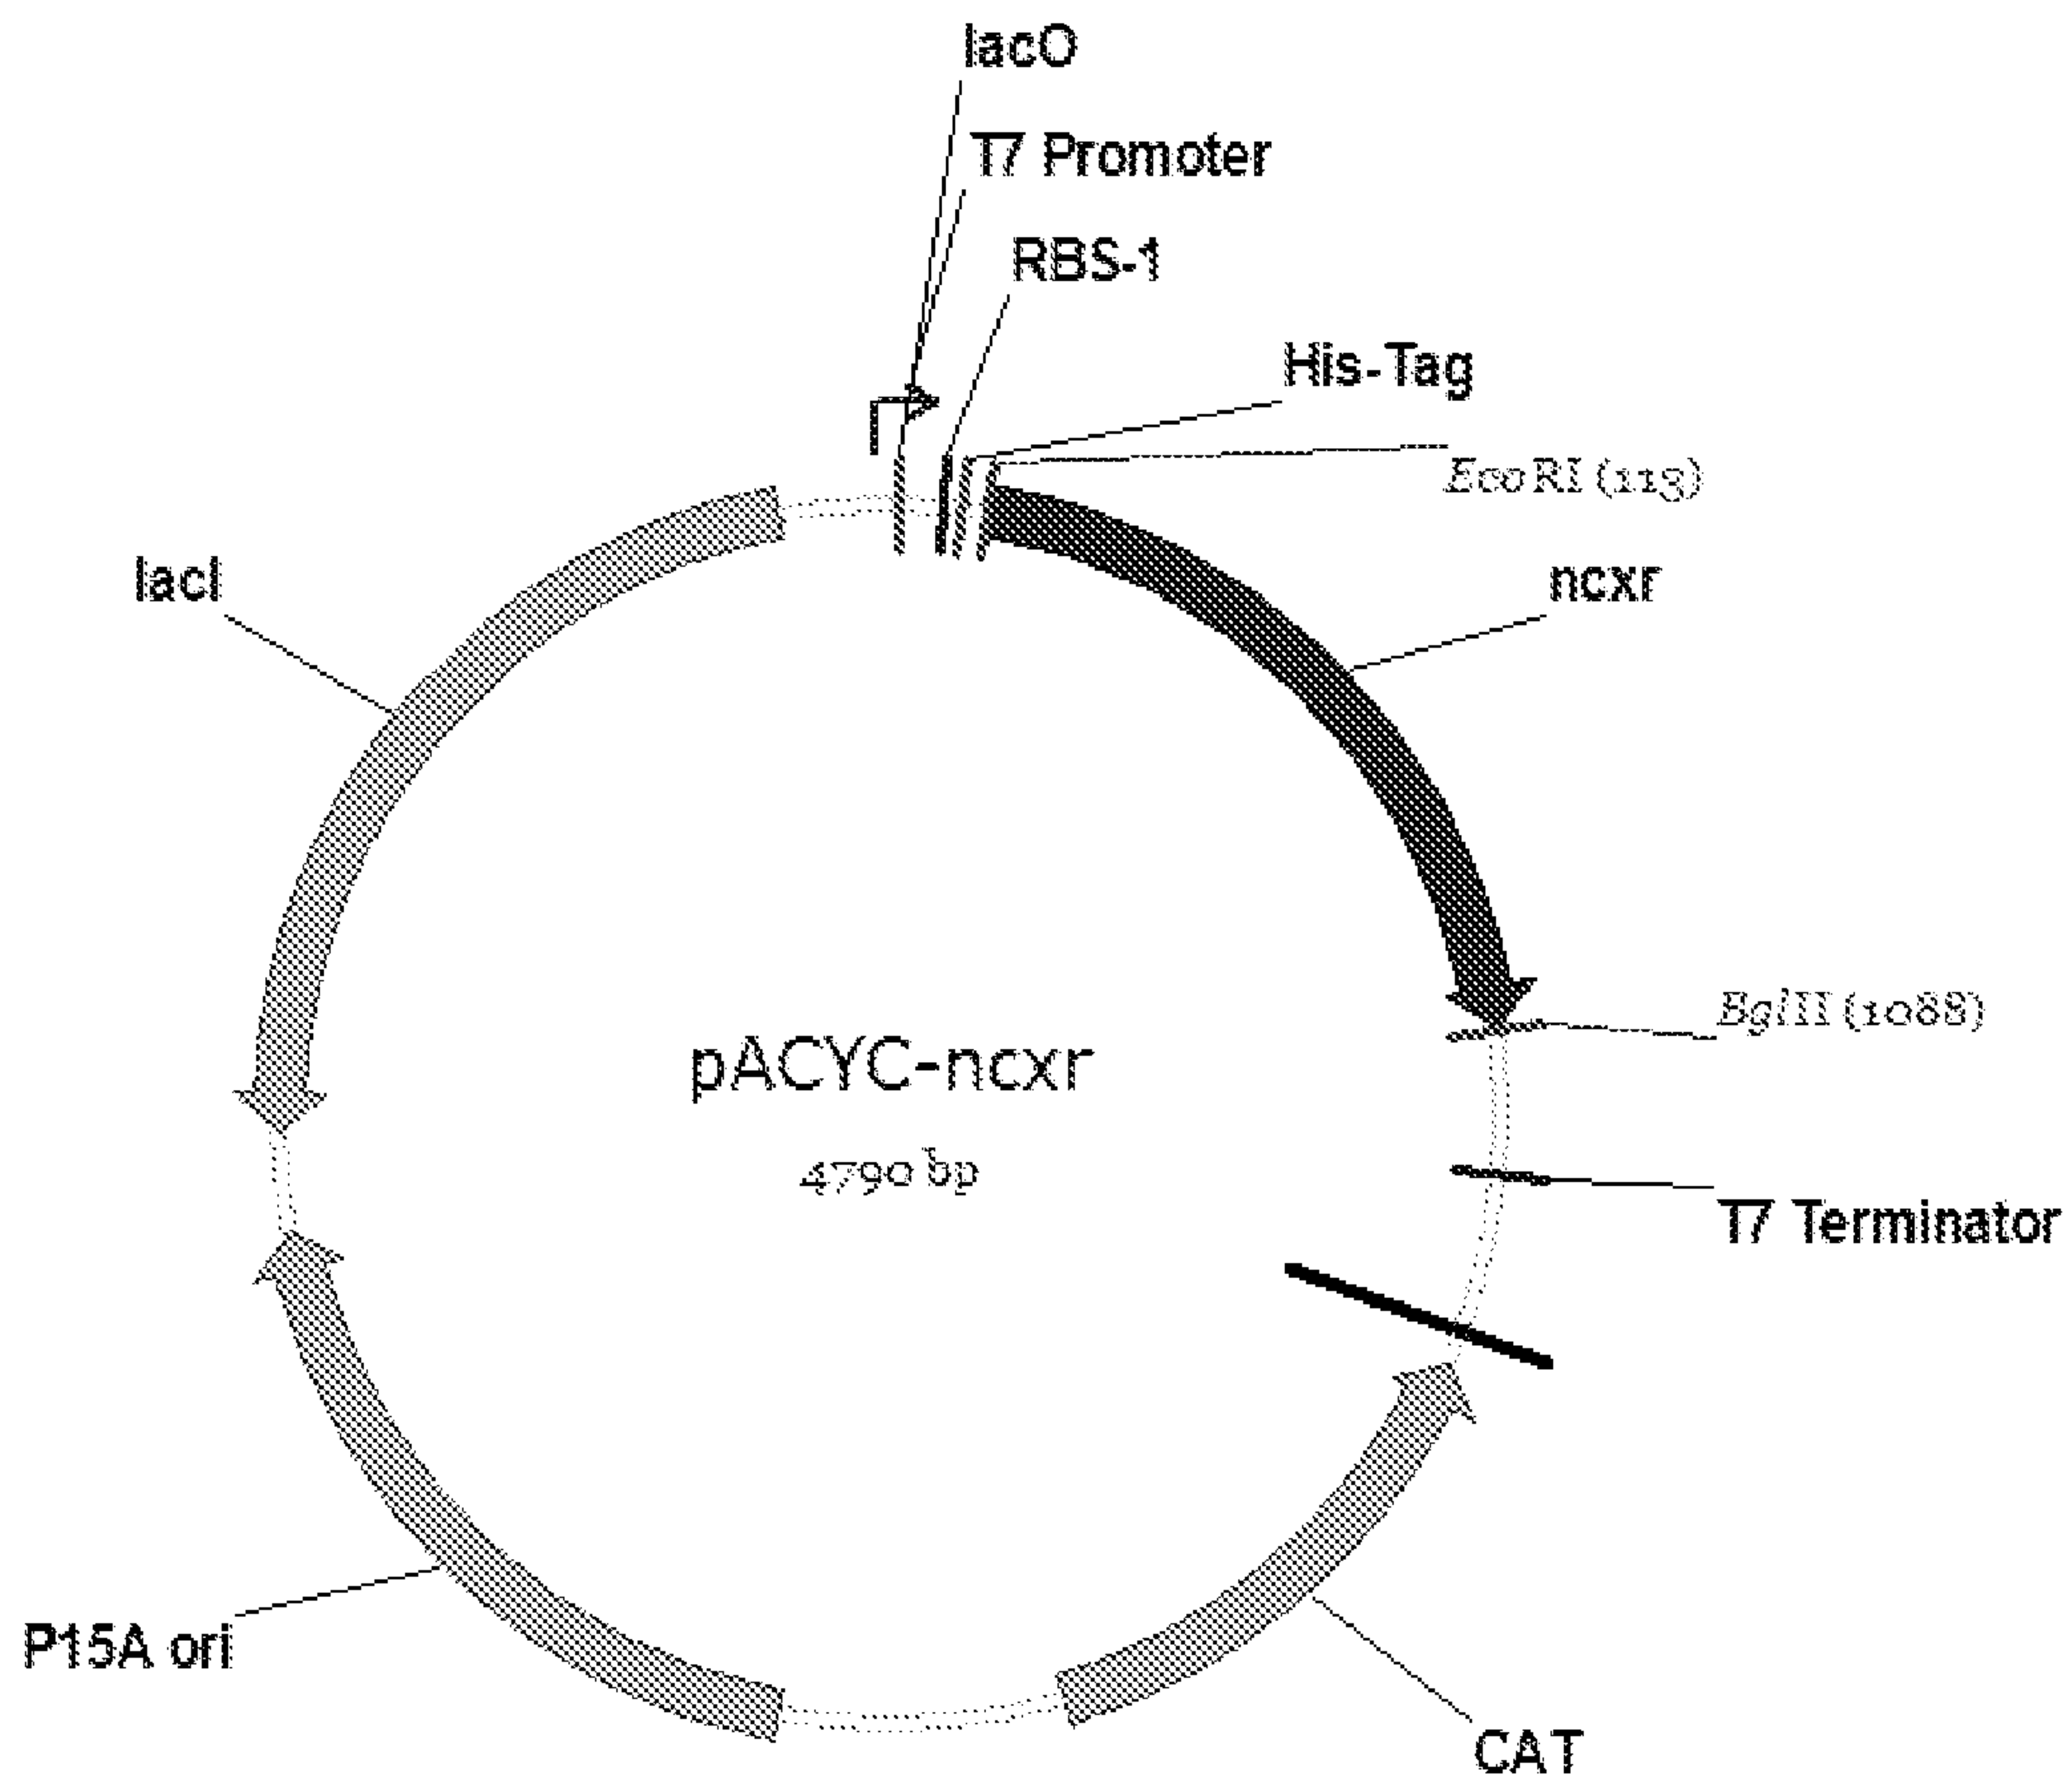 lacO
T7 Promoter
RBS-1
His-Tag
EcoRI (113)
lacI
ncxr
BglII (1088)
pACYC-ncxr
4790 bp
T7 Terminator
P15A ori
CAT